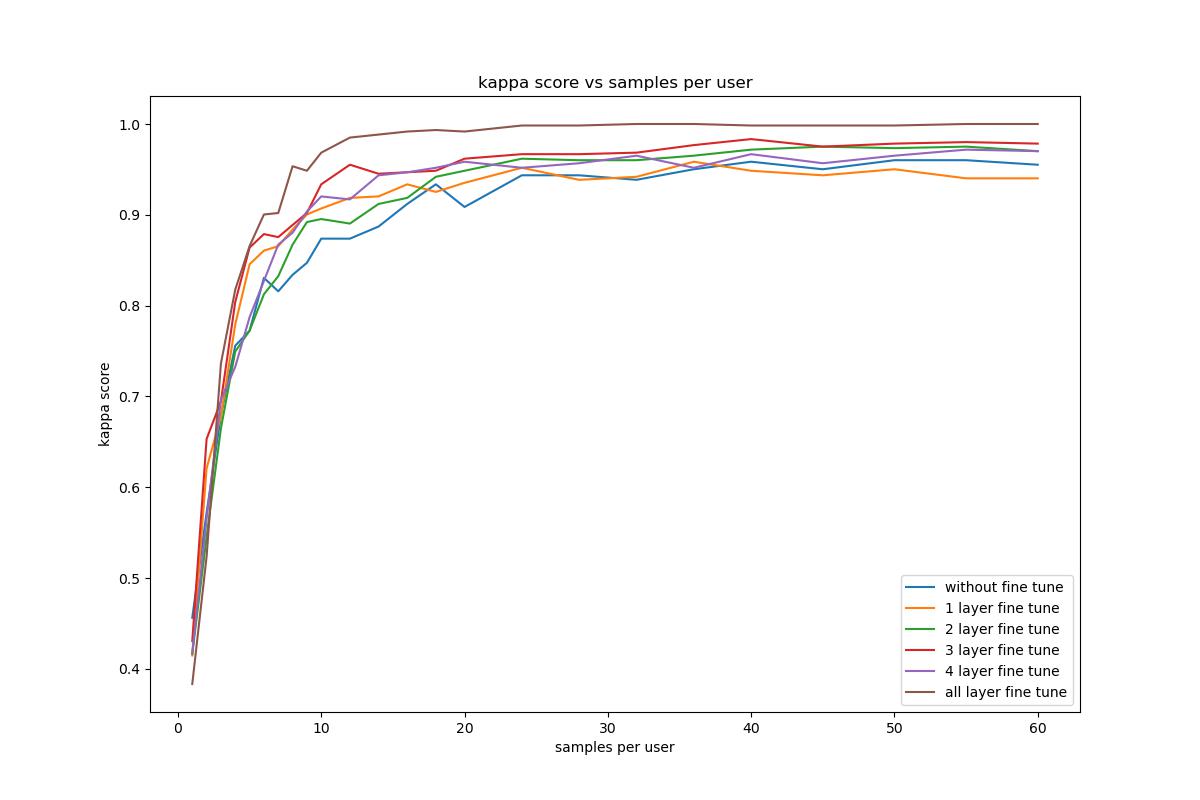 kappa score vs samples per user
kappa score
1.0
0.9
0.8
0.7
0.6
0.5
0.4
0
10
20
30
40
50
60
samples per user
without fine tune
1 layer fine tune
2 layer fine tune
3 layer fine tune
4 layer fine tune
all layer fine tune